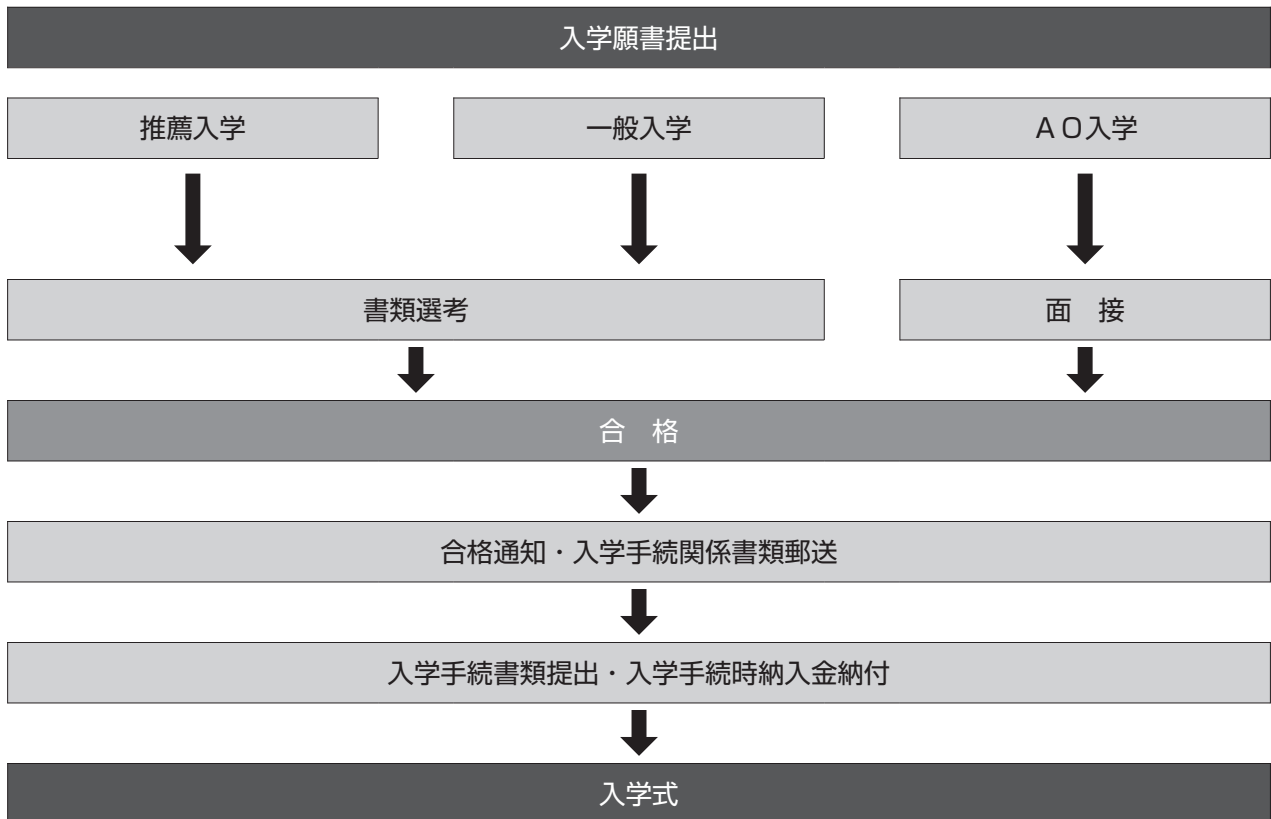 入学願書提出
推薦入学
一般入学
ＡＯ入学
書類選考
面　接
合　格
合格通知・入学手続関係書類郵送
入学手続書類提出・入学手続時納入金納付
入学式